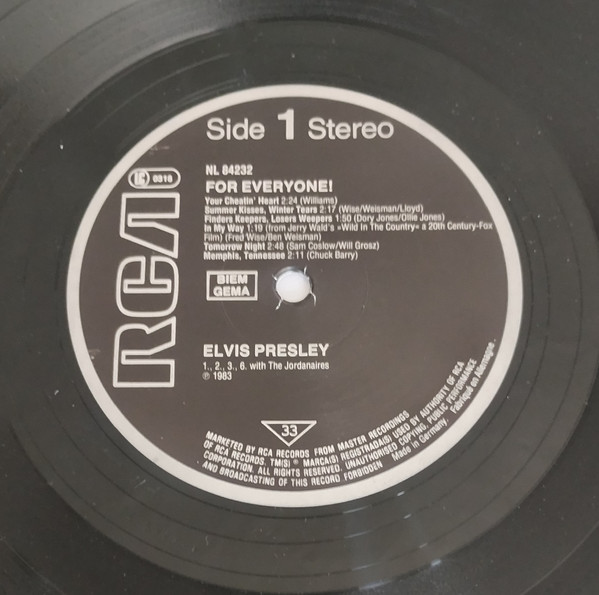 Side 1 Stereo
NL 84232
LC 0316
FOR EVERYONE!
Your Cheatin' Heart 2:24 (Williams)
Summer Kisses, Winter Tears 2:17 (Wise/Weisman/Lloyd)
Finders Keepers, Losers Weepers 1:50 (Dory Jones/Ollie Jones)
In My Way 1:19 (from Jerry Wald's »Wild In The Country« a 20th Century-Fox
Film) (Fred Wise/Ben Weisman)
Tomorrow Night 2:48 (Sam Coslow/Will Grosz)
Memphis, Tennessee 2:11 (Chuck Barry)
BIEM
GEMA
RCA
ELVIS PRESLEY
1., 2., 3., 6. with The Jordanaires
℗ 1983
33
MARKETED BY RCA RECORDS FROM MASTER RECORDINGS
OF RCA RECORDS. TM(S) ® MARCA(S) REGISTRADA(S) USED BY AUTHORITY OF RCA
CORPORATION. ALL RIGHTS RESERVED. UNAUTHORISED COPYING, PUBLIC PERFORMANCE
AND BROADCASTING OF THIS RECORD FORBIDDEN Made in Germany. Fabriqué en Allemagne.